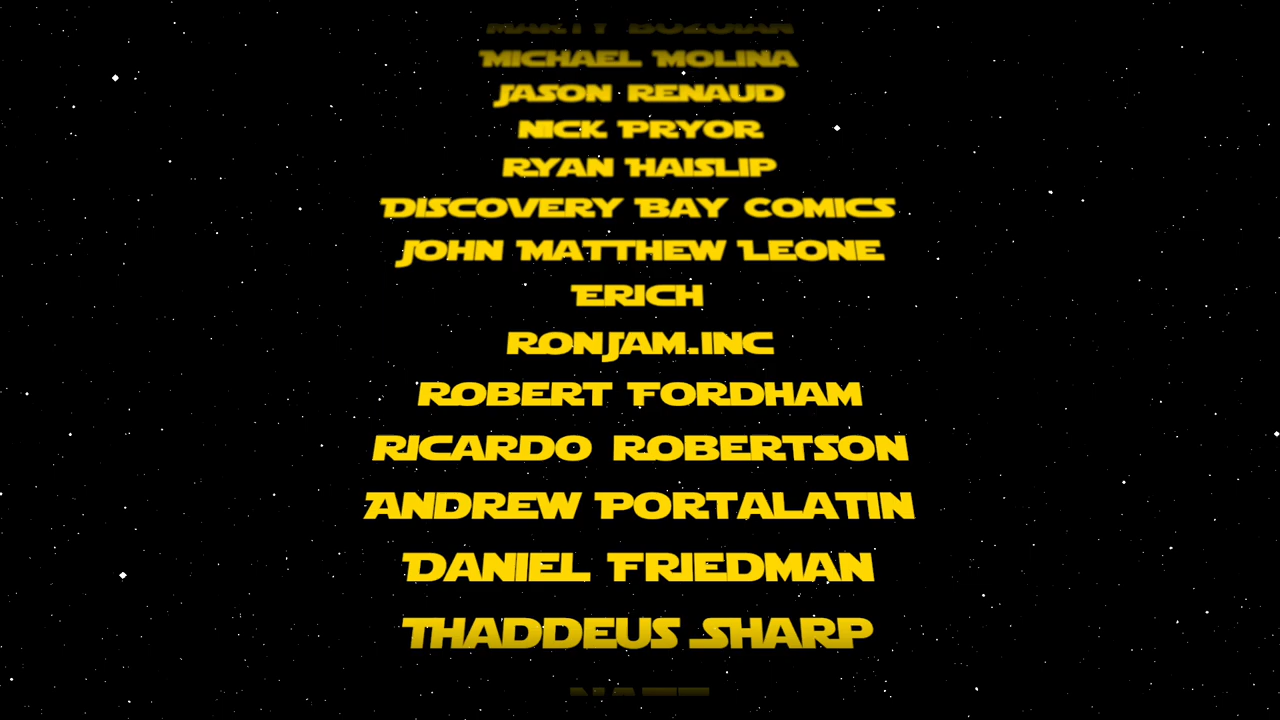 Michael Molina
Jason Renaud
Nick Pryor
Ryan Haislip
Discovery Bay Comics
John Matthew Leone
Erich
RonJam.inc
Robert Fordham
Ricardo Robertson
Andrew Portalatin
Daniel Friedman
Thaddeus Sharp